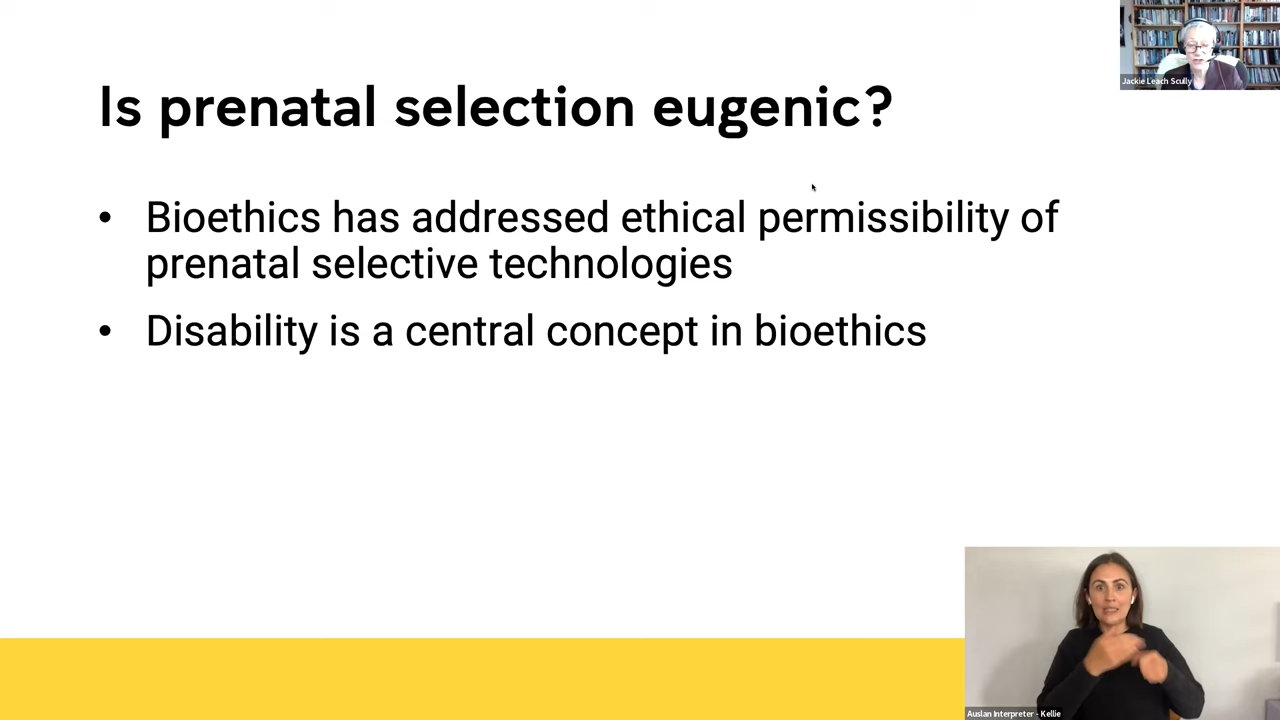 Jackie Leach Scully
Is prenatal selection eugenic?
• Bioethics has addressed ethical permissibility of
prenatal selective technologies
• Disability is a central concept in bioethics
Auslan Interpreter - Kellie